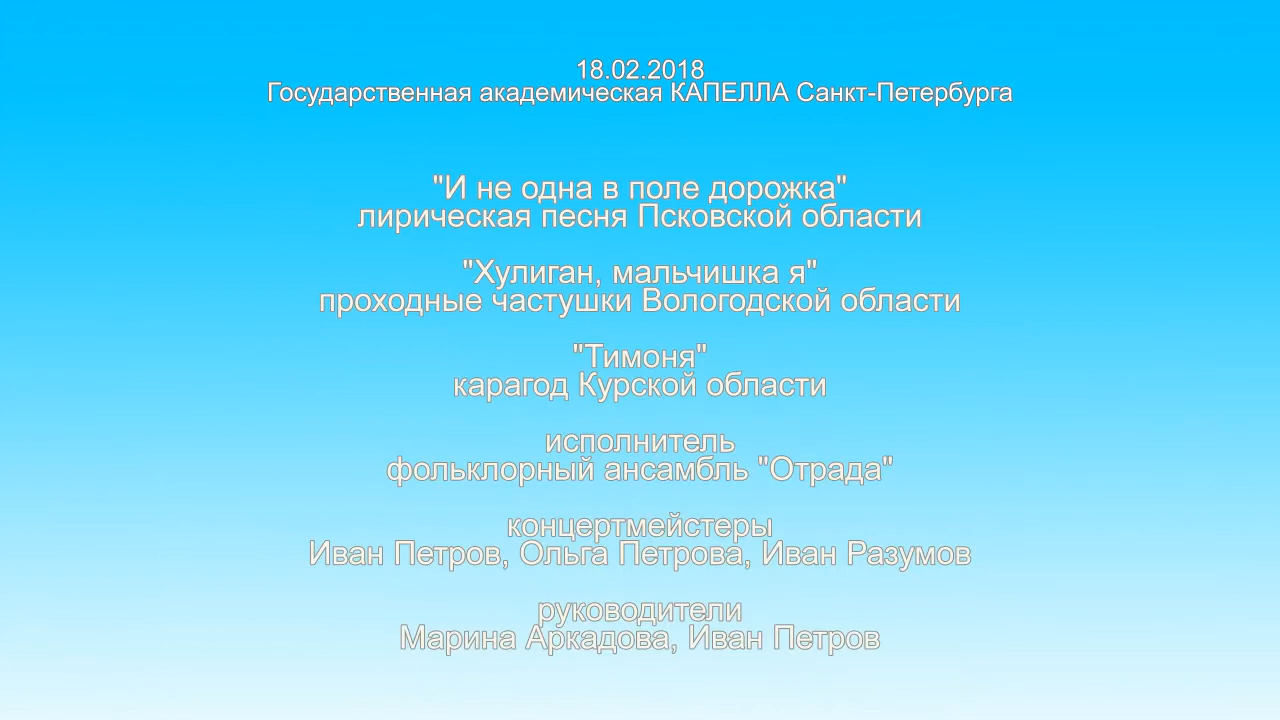 18.02.2018
Государственная академическая КАПЕЛЛА Санкт-Петербурга
"И не одна в поле дорожка"
лирическая песня Псковской области
"Хулиган, мальчишка я"
проходные частушки Вологодской области
"Тимоня"
карагод Курской области
исполнитель
фольклорный ансамбль "Отрада"
концертмейстеры
Иван Петров, Ольга Петрова, Иван Разумов
руководители
Марина Аркадова, Иван Петров